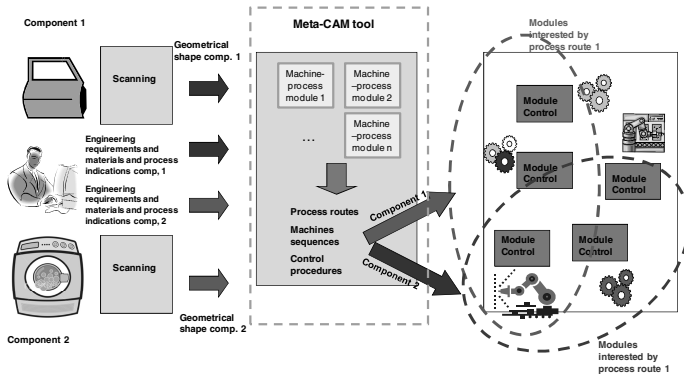 Component 1
Scanning
Geometrical
shape comp. 1
Engineering
requirements and
materials and process
indications comp, 1
Engineering
requirements and
materials and process
indications comp, 2
Scanning
Geometrical
shape comp. 2
Component 2
Meta-CAM tool
Machine-
process
module 1
Machine
–process
module 2
...
Machine
–process
module n
Process routes
Machines
sequences
Control
procedures
Component 1
Component 2
Modules
interested by
process route 1
Module
Control
Module
Control
Module
Control
Module
Control
Module
Control
Modules
interested by
process route 1